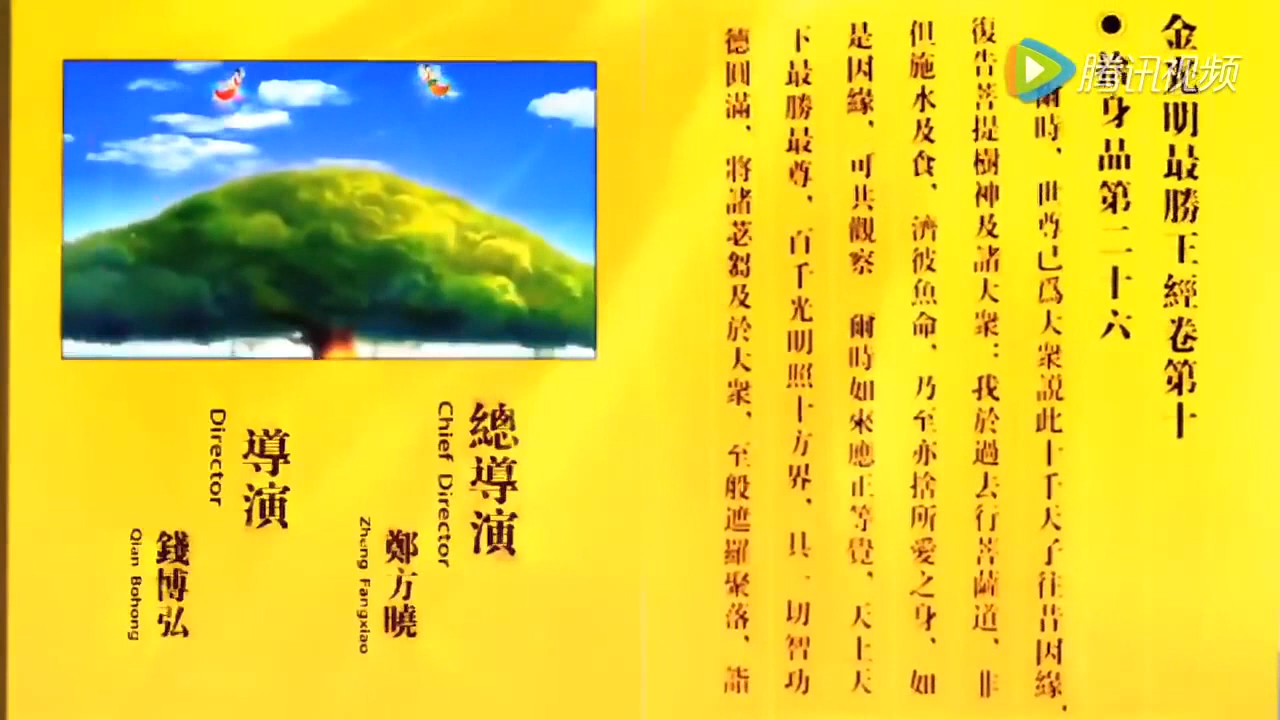 金光明最勝王經卷第十
●捨身品第二十六
爾時、世尊已爲大衆説此十千天子往昔因緣，
復告菩提樹神及諸大衆：我於過去行菩薩道、非
但施水及食、濟彼魚命、乃至亦捨所愛之身、如
是因緣、可共觀察 爾時如來應正等覺、天上天
下最勝最尊、百千光明照十方界、具一切智功
德圓滿、將諸苾芻及於大衆、至般遮羅聚落、詣
總導演
Chief Director
鄭方曉
Zheng Fangxiao
導演
Director
錢博弘
Qian Bohong
腾讯视频